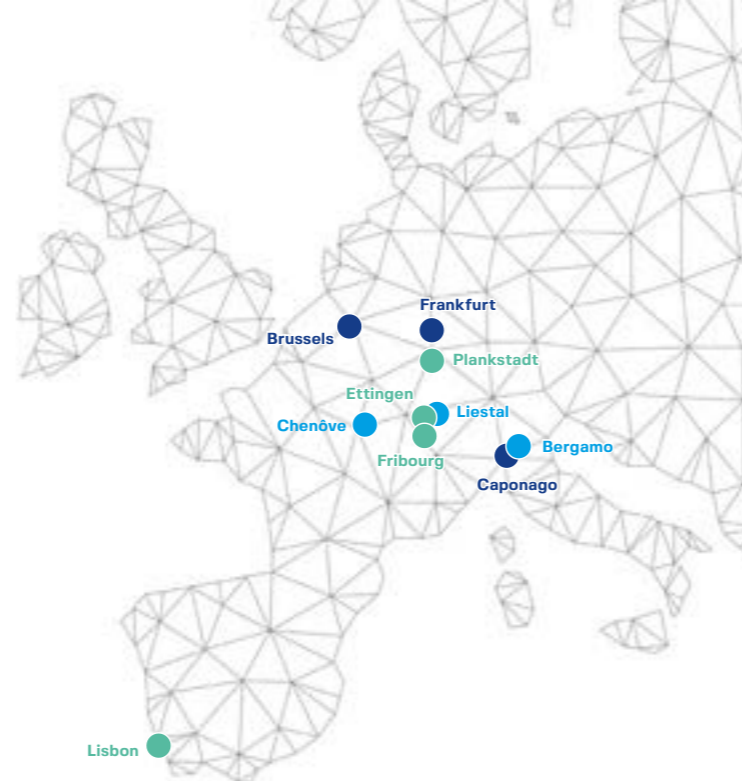 Frankfurt
Brussels
Plankstadt
Ettingen
Liestal
Chenôve
Bergamo
Fribourg
Caponago
Lisbon